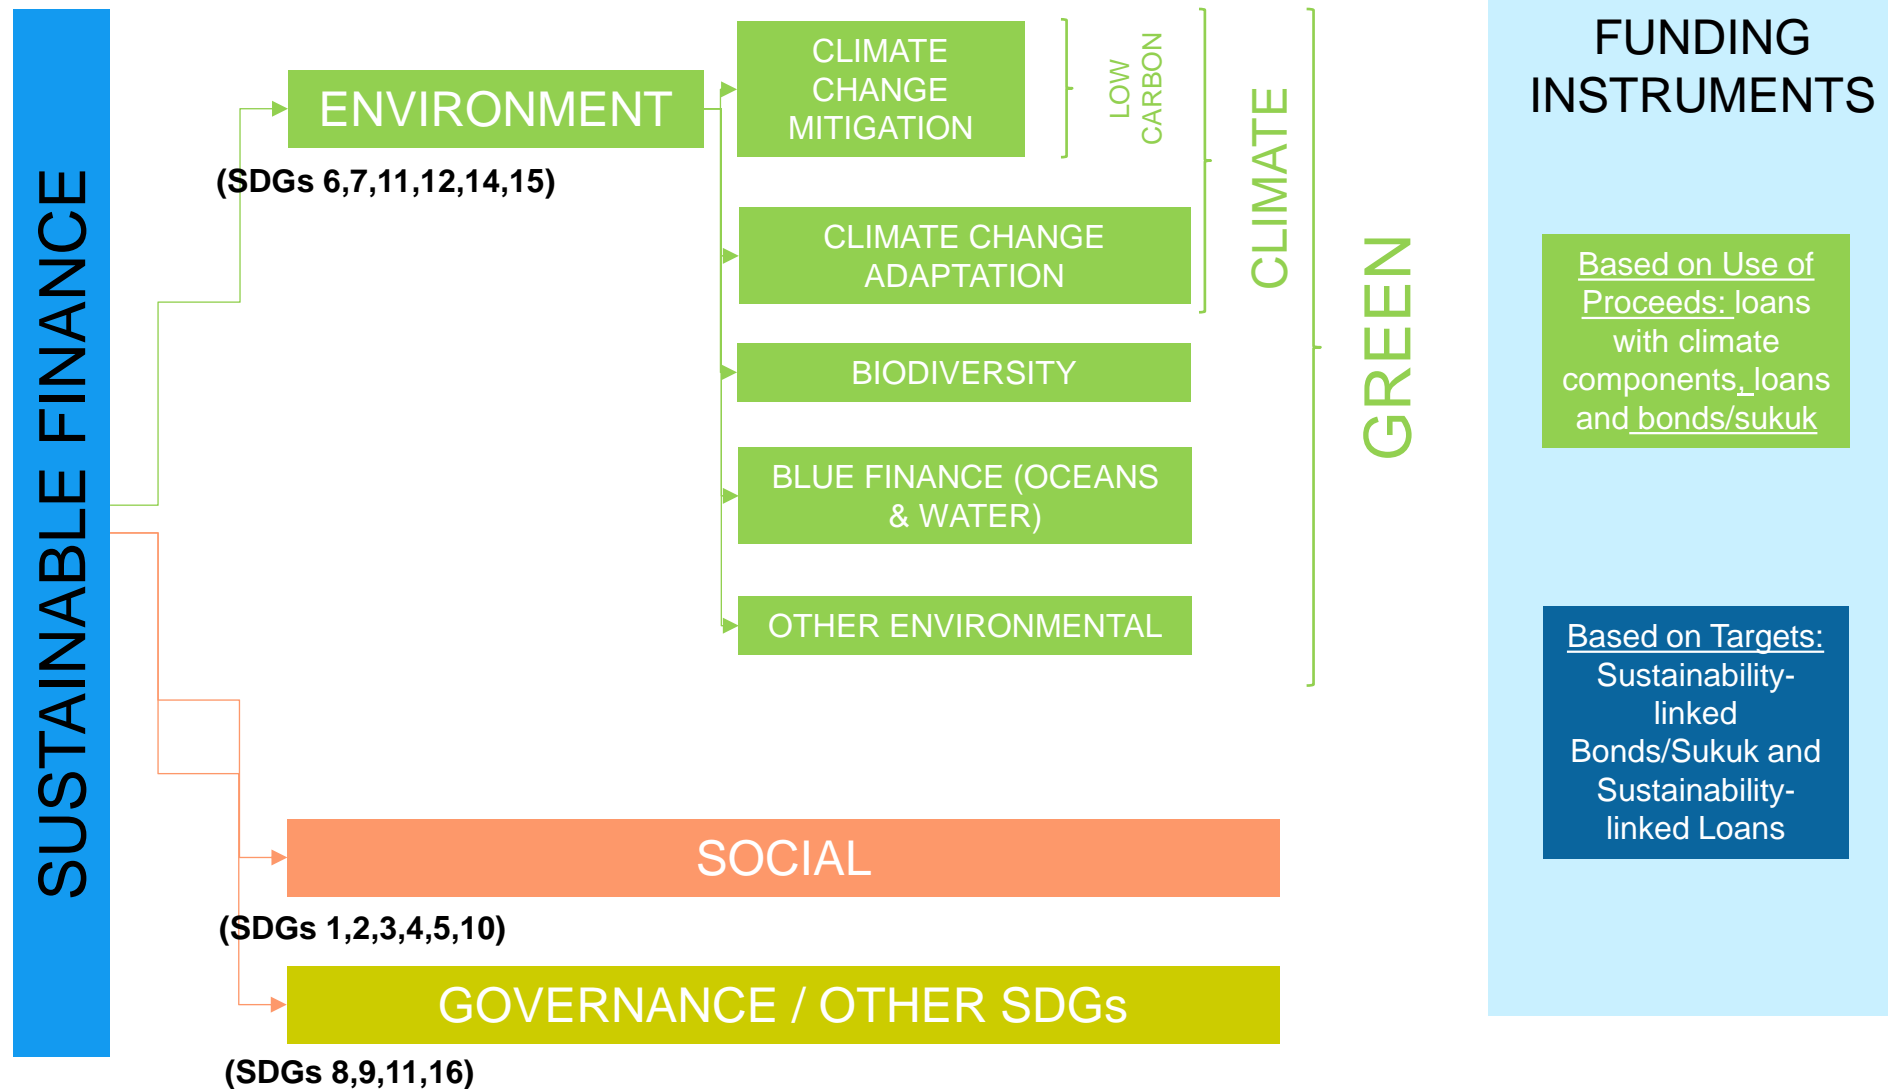 SUSTAINABLE FINANCE
ENVIRONMENT
(SDGs 6,7,11,12,14,15)
CLIMATE
CHANGE
MITIGATION
LOW
CARBON
CLIMATE CHANGE
ADAPTATION
CLIMATE
BIODIVERSITY
BLUE FINANCE (OCEANS
& WATER)
OTHER ENVIRONMENTAL
GREEN
SOCIAL
(SDGs 1,2,3,4,5,10)
GOVERNANCE / OTHER SDGs
(SDGs 8,9,11,16)
FUNDING
INSTRUMENTS
Based on Use of
Proceeds: loans
with climate
components, loans
and bonds/sukuk
Based on Targets:
Sustainability-
linked
Bonds/Sukuk and
Sustainability-
linked Loans